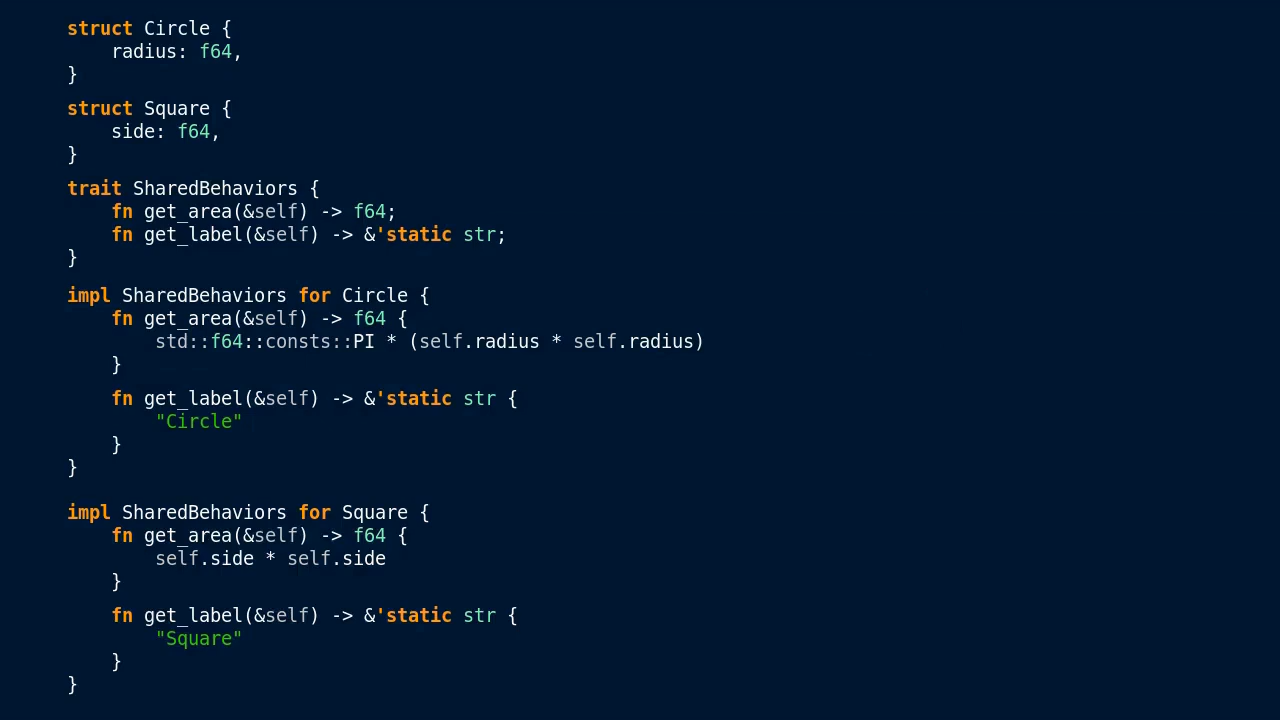 struct Circle {
    radius: f64,
}
struct Square {
    side: f64,
}
trait SharedBehaviors {
    fn get_area(&self) -> f64;
    fn get_label(&self) -> &'static str;
}
impl SharedBehaviors for Circle {
    fn get_area(&self) -> f64 {
        std::f64::consts::PI * (self.radius * self.radius)
    }
    fn get_label(&self) -> &'static str {
        "Circle"
    }
}
impl SharedBehaviors for Square {
    fn get_area(&self) -> f64 {
        self.side * self.side
    }
    fn get_label(&self) -> &'static str {
        "Square"
    }
}